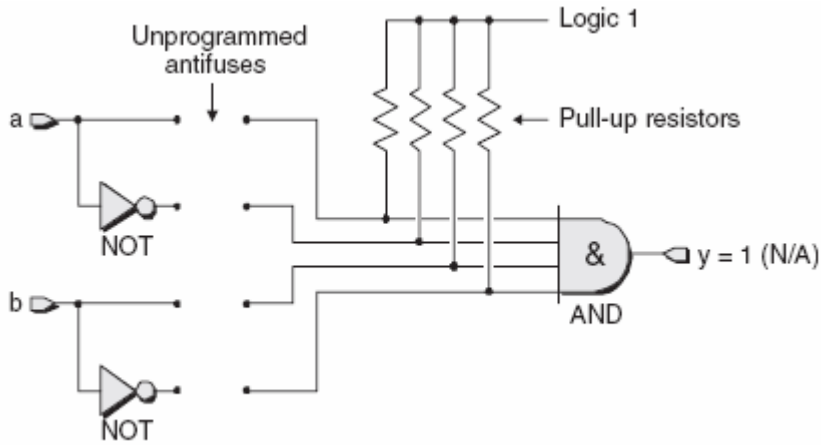 Logic 1
Unprogrammed
antifuses
a
Pull-up resistors
NOT
&
y = 1 (N/A)
b
AND
NOT